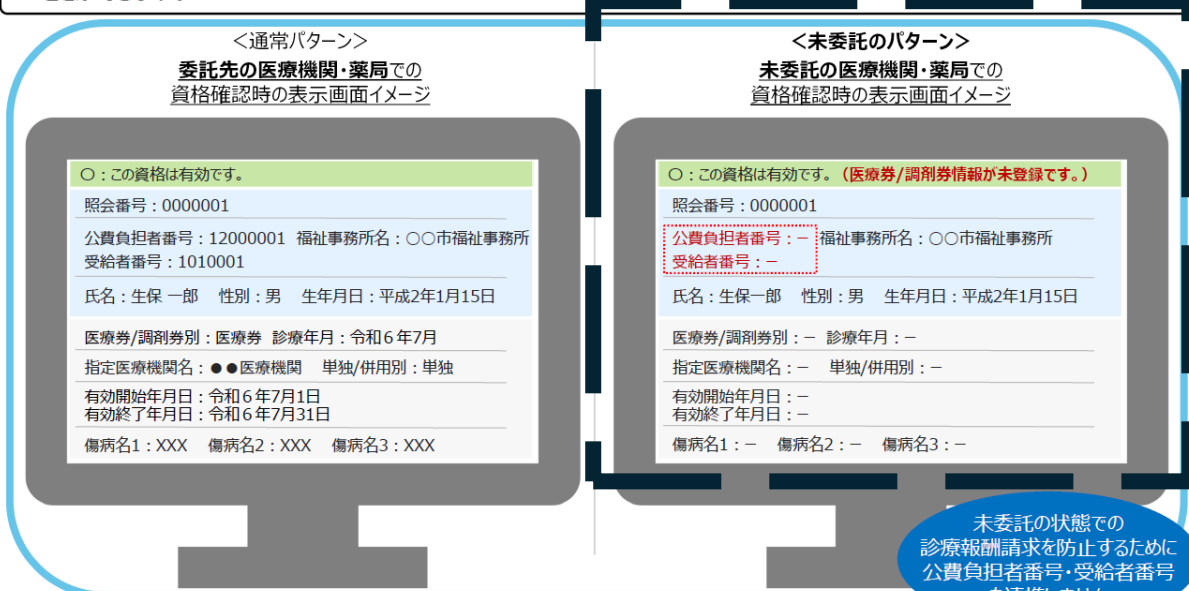 <通常パターン>
委託先の医療機関・薬局での
資格確認時の表示画面イメージ
○：この資格は有効です。
照会番号：0000001
公費負担者番号：12000001 福祉事務所名：○○市福祉事務所
受給者番号：1010001
氏名：生保 一郎 性別：男 生年月日：平成2年1月15日
医療券/調剤券別：医療券 診療年月：令和６年7月
指定医療機関名：●●医療機関 単独/併用別：単独
有効開始年月日：令和６年7月1日
有効終了年月日：令和６年7月31日
傷病名1：XXX 傷病名2：XXX 傷病名3：XXX
<未委託のパターン>
未委託の医療機関・薬局での
資格確認時の表示画面イメージ
○：この資格は有効です。（医療券/調剤券情報が未登録です。）
照会番号：0000001
公費負担者番号：－ 福祉事務所名：○○市福祉事務所
受給者番号：－
氏名：生保一郎 性別：男 生年月日：平成2年1月15日
医療券/調剤券別：－ 診療年月：－
指定医療機関名：－ 単独/併用別：－
有効開始年月日：－
有効終了年月日：－
傷病名1：－ 傷病名2：－ 傷病名3：－
未委託の状態での
診療報酬請求を防止するために
公費負担者番号・受給者番号